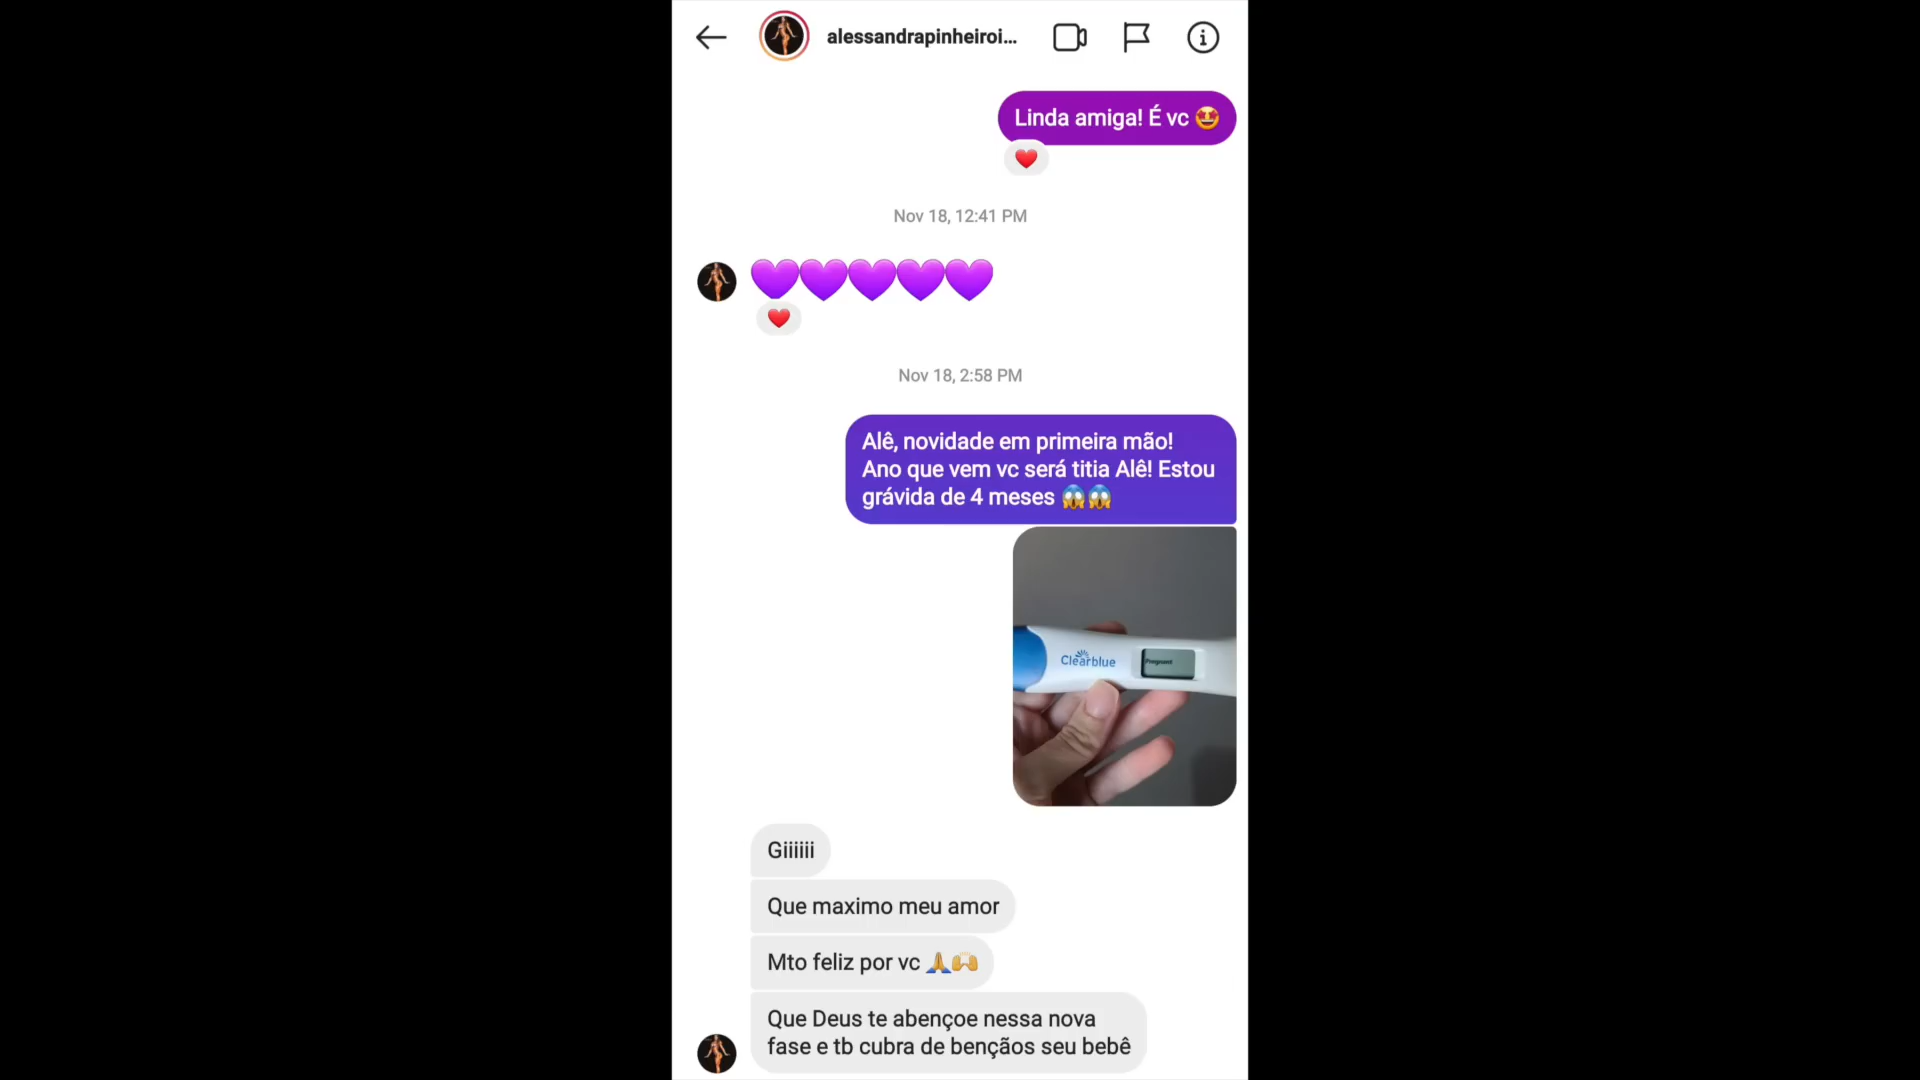 alessandrapinheiroi...
Linda amiga! É vc 🤩
❤️
Nov 18, 12:41 PM
💜💜💜💜💜
❤️
Nov 18, 2:58 PM
Alê, novidade em primeira mão!
Ano que vem vc será titia Alê! Estou
grávida de 4 meses 😱😱
Clearblue
Pregnant
Giiiiii
Que maximo meu amor
Mto feliz por vc 🙏🙌
Que Deus te abençoe nessa nova
fase e tb cubra de bençãos seu bebê